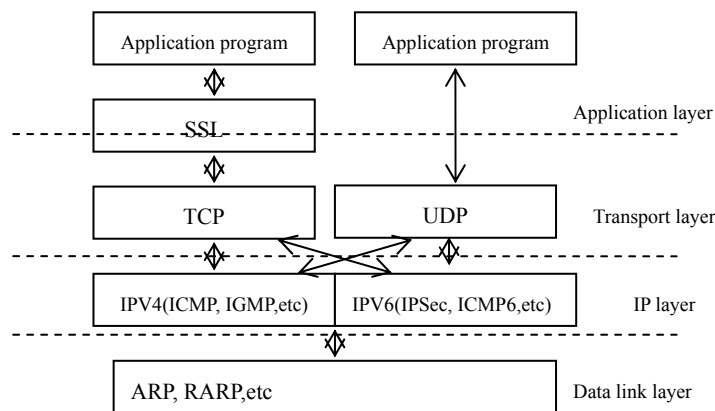 Application program
Application program
SSL
Application layer
TCP
UDP
Transport layer
IPV4(ICMP, IGMP,etc)
IPV6(IPSec, ICMP6,etc)
IP layer
ARP, RARP,etc
Data link layer